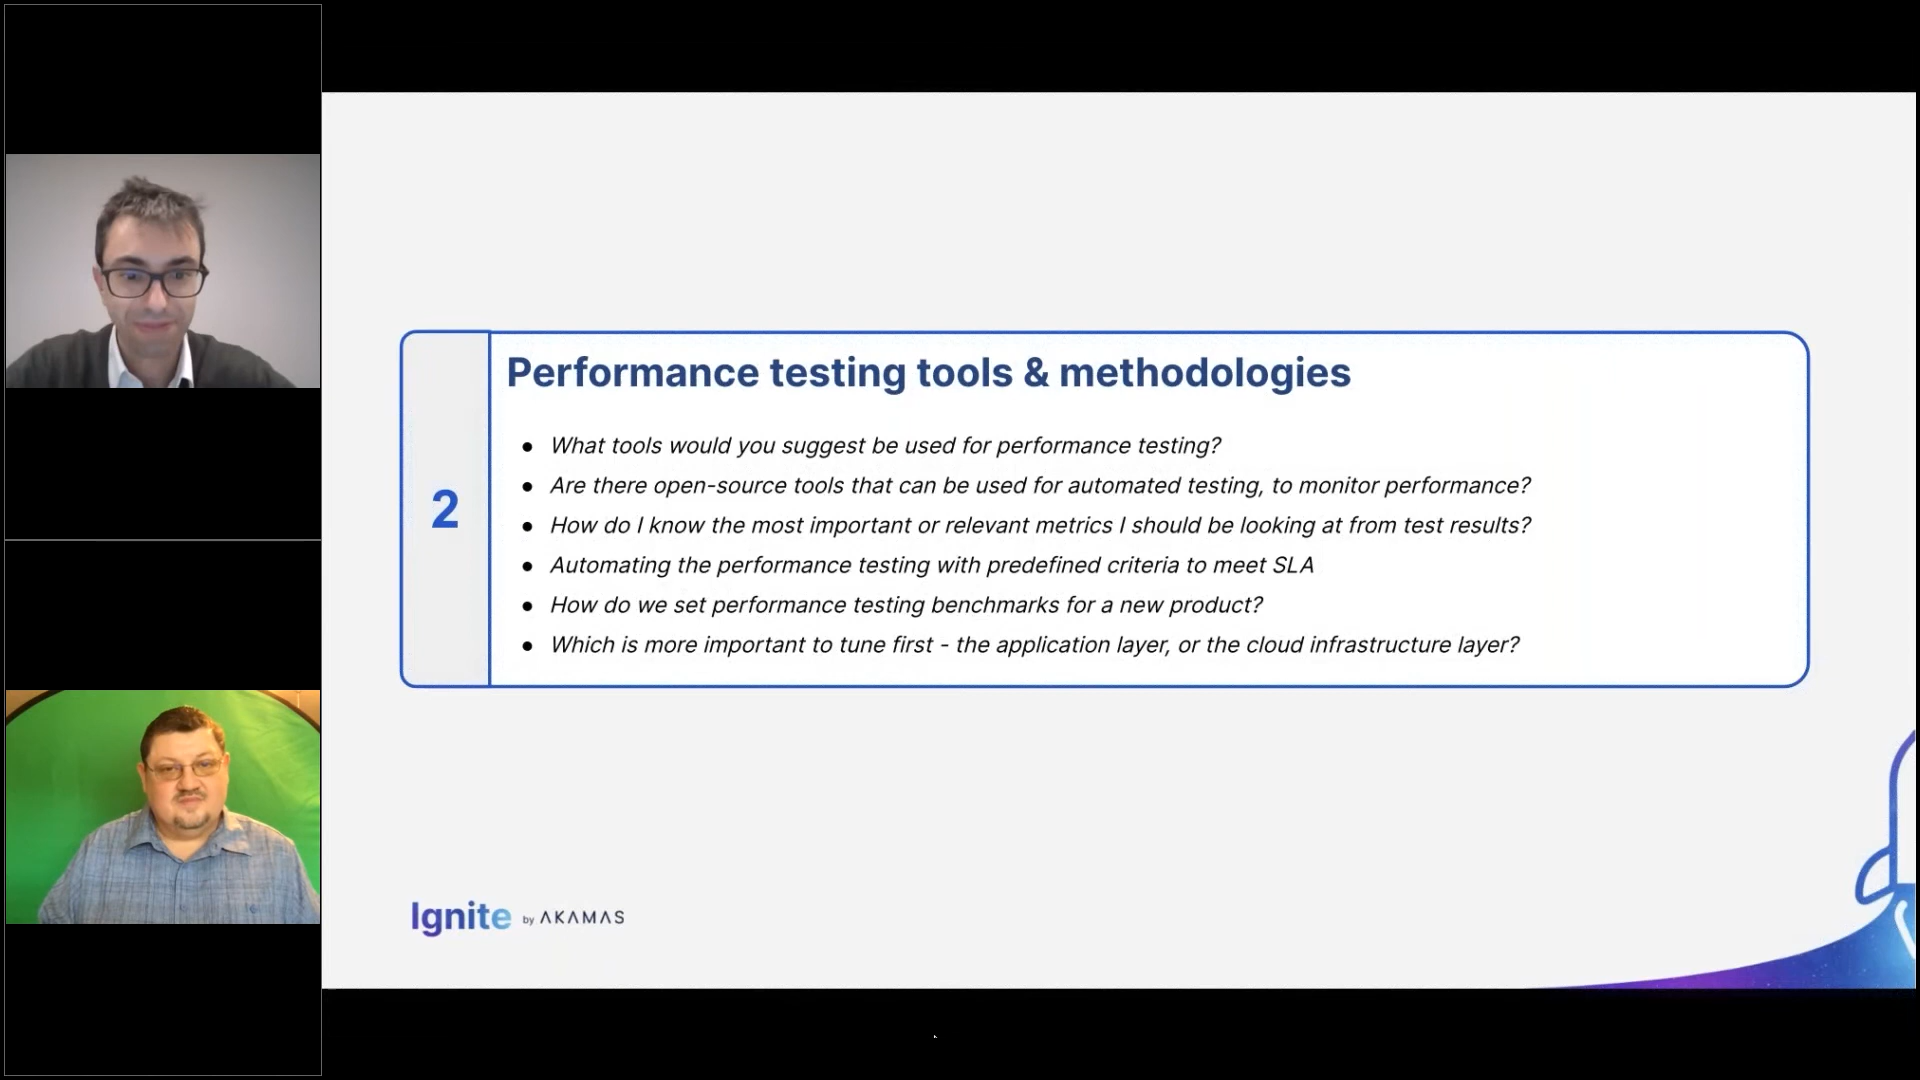 2
Performance testing tools & methodologies
● What tools would you suggest be used for performance testing?
● Are there open-source tools that can be used for automated testing, to monitor performance?
● How do I know the most important or relevant metrics I should be looking at from test results?
● Automating the performance testing with predefined criteria to meet SLA
● How do we set performance testing benchmarks for a new product?
● Which is more important to tune first - the application layer, or the cloud infrastructure layer?
Ignite by AKAMAS